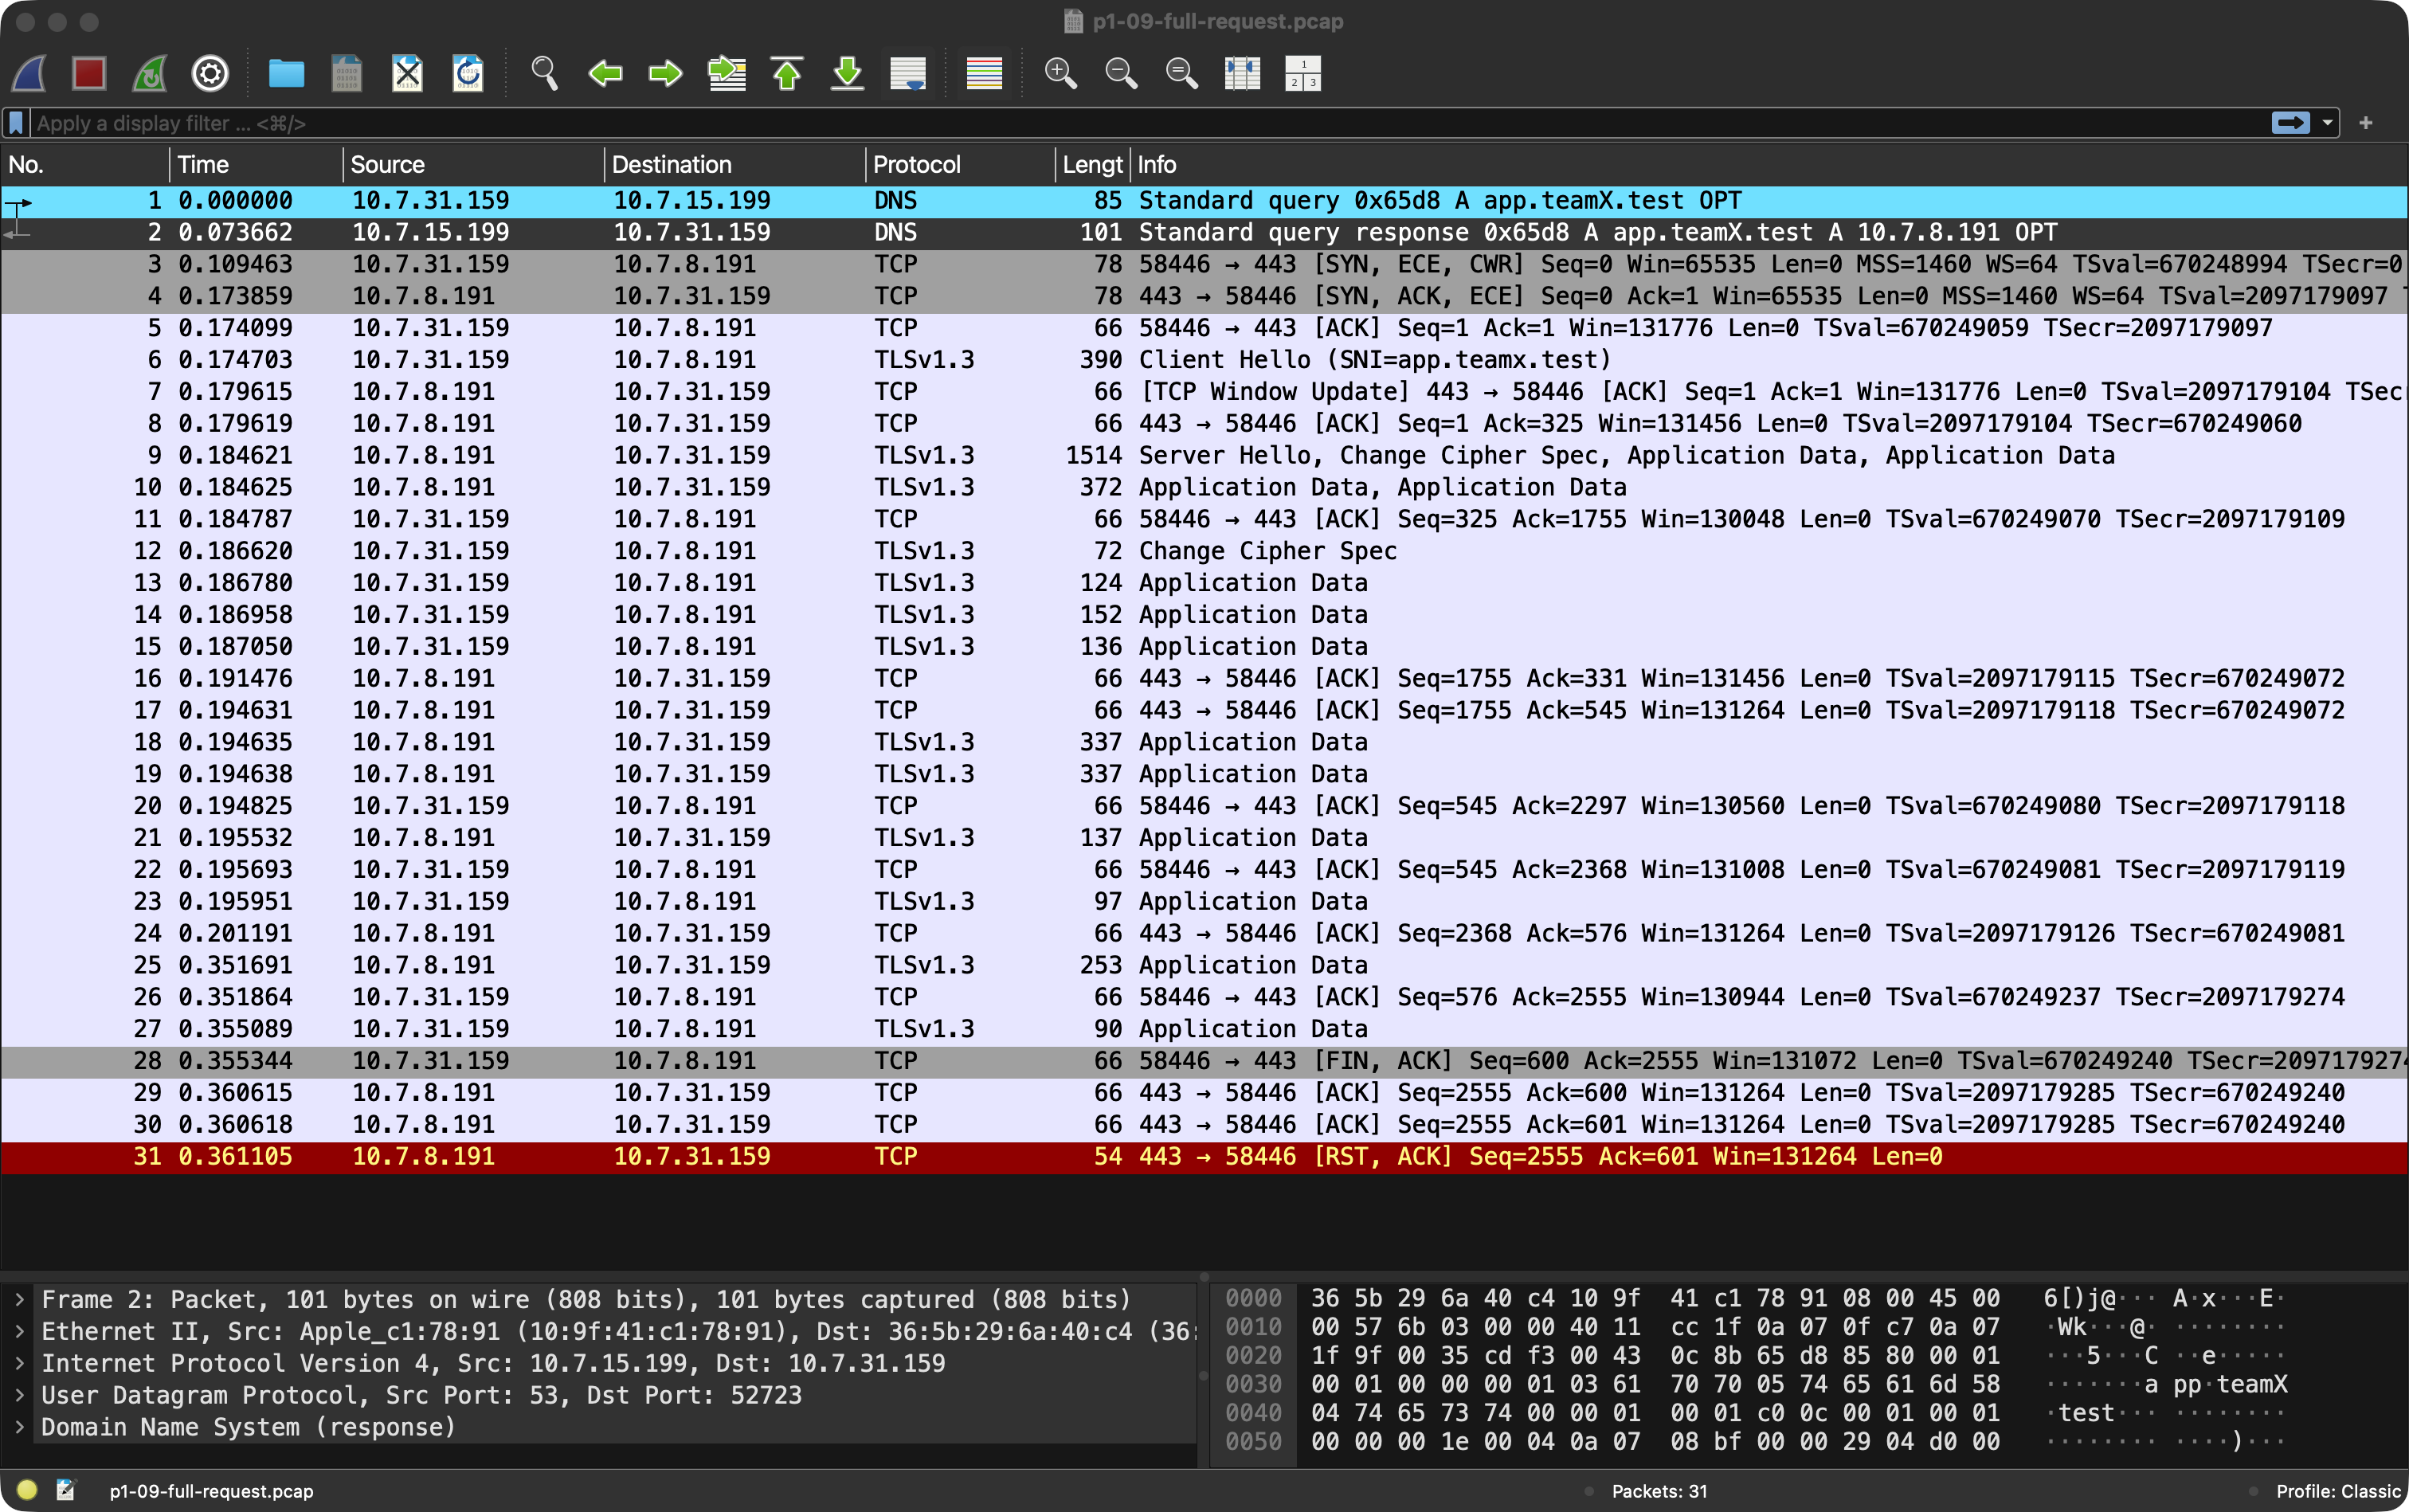 p1-09-full-request.pcap
Apply a display filter ... <⌘/>
No. Time Source Destination Protocol Lengt Info
1 0.000000 10.7.31.159 10.7.15.199 DNS 85 Standard query 0x65d8 A app.teamX.test OPT
2 0.073662 10.7.15.199 10.7.31.159 DNS 101 Standard query response 0x65d8 A app.teamX.test A 10.7.8.191 OPT
3 0.109463 10.7.31.159 10.7.8.191 TCP 78 58446 → 443 [SYN, ECE, CWR] Seq=0 Win=65535 Len=0 MSS=1460 WS=64 TSval=670248994 TSecr=0
4 0.173859 10.7.8.191 10.7.31.159 TCP 78 443 → 58446 [SYN, ACK, ECE] Seq=0 Ack=1 Win=65535 Len=0 MSS=1460 WS=64 TSval=2097179097
5 0.174099 10.7.31.159 10.7.8.191 TCP 66 58446 → 443 [ACK] Seq=1 Ack=1 Win=131776 Len=0 TSval=670249059 TSecr=2097179097
6 0.174703 10.7.31.159 10.7.8.191 TLSv1.3 390 Client Hello (SNI=app.teamx.test)
7 0.179615 10.7.8.191 10.7.31.159 TCP 66 [TCP Window Update] 443 → 58446 [ACK] Seq=1 Ack=1 Win=131776 Len=0 TSval=2097179104 TSec
8 0.179619 10.7.8.191 10.7.31.159 TCP 66 443 → 58446 [ACK] Seq=1 Ack=325 Win=131456 Len=0 TSval=2097179104 TSecr=670249060
9 0.184621 10.7.8.191 10.7.31.159 TLSv1.3 1514 Server Hello, Change Cipher Spec, Application Data, Application Data
10 0.184625 10.7.8.191 10.7.31.159 TLSv1.3 372 Application Data, Application Data
11 0.184787 10.7.31.159 10.7.8.191 TCP 66 58446 → 443 [ACK] Seq=325 Ack=1755 Win=130048 Len=0 TSval=670249070 TSecr=2097179109
12 0.186620 10.7.31.159 10.7.8.191 TLSv1.3 72 Change Cipher Spec
13 0.186780 10.7.31.159 10.7.8.191 TLSv1.3 124 Application Data
14 0.186958 10.7.31.159 10.7.8.191 TLSv1.3 152 Application Data
15 0.187050 10.7.31.159 10.7.8.191 TLSv1.3 136 Application Data
16 0.191476 10.7.8.191 10.7.31.159 TCP 66 443 → 58446 [ACK] Seq=1755 Ack=331 Win=131456 Len=0 TSval=2097179115 TSecr=670249072
17 0.194631 10.7.8.191 10.7.31.159 TCP 66 443 → 58446 [ACK] Seq=1755 Ack=545 Win=131264 Len=0 TSval=2097179118 TSecr=670249072
18 0.194635 10.7.8.191 10.7.31.159 TLSv1.3 337 Application Data
19 0.194638 10.7.8.191 10.7.31.159 TLSv1.3 337 Application Data
20 0.194825 10.7.31.159 10.7.8.191 TCP 66 58446 → 443 [ACK] Seq=545 Ack=2297 Win=130560 Len=0 TSval=670249080 TSecr=2097179118
21 0.195532 10.7.8.191 10.7.31.159 TLSv1.3 137 Application Data
22 0.195693 10.7.31.159 10.7.8.191 TCP 66 58446 → 443 [ACK] Seq=545 Ack=2368 Win=131008 Len=0 TSval=670249081 TSecr=2097179119
23 0.195951 10.7.31.159 10.7.8.191 TLSv1.3 97 Application Data
24 0.201191 10.7.8.191 10.7.31.159 TCP 66 443 → 58446 [ACK] Seq=2368 Ack=576 Win=131264 Len=0 TSval=2097179126 TSecr=670249081
25 0.351691 10.7.8.191 10.7.31.159 TLSv1.3 253 Application Data
26 0.351864 10.7.31.159 10.7.8.191 TCP 66 58446 → 443 [ACK] Seq=576 Ack=2555 Win=130944 Len=0 TSval=670249237 TSecr=2097179274
27 0.355089 10.7.31.159 10.7.8.191 TLSv1.3 90 Application Data
28 0.355344 10.7.31.159 10.7.8.191 TCP 66 58446 → 443 [FIN, ACK] Seq=600 Ack=2555 Win=131072 Len=0 TSval=670249240 TSecr=2097179274
29 0.360615 10.7.8.191 10.7.31.159 TCP 66 443 → 58446 [ACK] Seq=2555 Ack=600 Win=131264 Len=0 TSval=2097179285 TSecr=670249240
30 0.360618 10.7.8.191 10.7.31.159 TCP 66 443 → 58446 [ACK] Seq=2555 Ack=601 Win=131264 Len=0 TSval=2097179285 TSecr=670249240
31 0.361105 10.7.8.191 10.7.31.159 TCP 54 443 → 58446 [RST, ACK] Seq=2555 Ack=601 Win=131264 Len=0
Frame 2: Packet, 101 bytes on wire (808 bits), 101 bytes captured (808 bits)
Ethernet II, Src: Apple_c1:78:91 (10:9f:41:c1:78:91), Dst: 36:5b:29:6a:40:c4 (36:
Internet Protocol Version 4, Src: 10.7.15.199, Dst: 10.7.31.159
User Datagram Protocol, Src Port: 53, Dst Port: 52723
Domain Name System (response)
0000 36 5b 29 6a 40 c4 10 9f 41 c1 78 91 08 00 45 00 6[)j@··· A·x···E·
0010 00 57 6b 03 00 00 40 11 cc 1f 0a 07 0f c7 0a 07 ·Wk···@· ········
0020 1f 9f 00 35 cd f3 00 43 0c 8b 65 d8 85 80 00 01 ···5···C ··e·····
0030 00 01 00 00 00 01 03 61 70 70 05 74 65 61 6d 58 ·······a pp·teamX
0040 04 74 65 73 74 00 00 01 00 01 c0 0c 00 01 00 01 ·test··· ········
0050 00 00 00 1e 00 04 0a 07 08 bf 00 00 29 04 d0 00 ········ ····)···
p1-09-full-request.pcap
Packets: 31
Profile: Classic